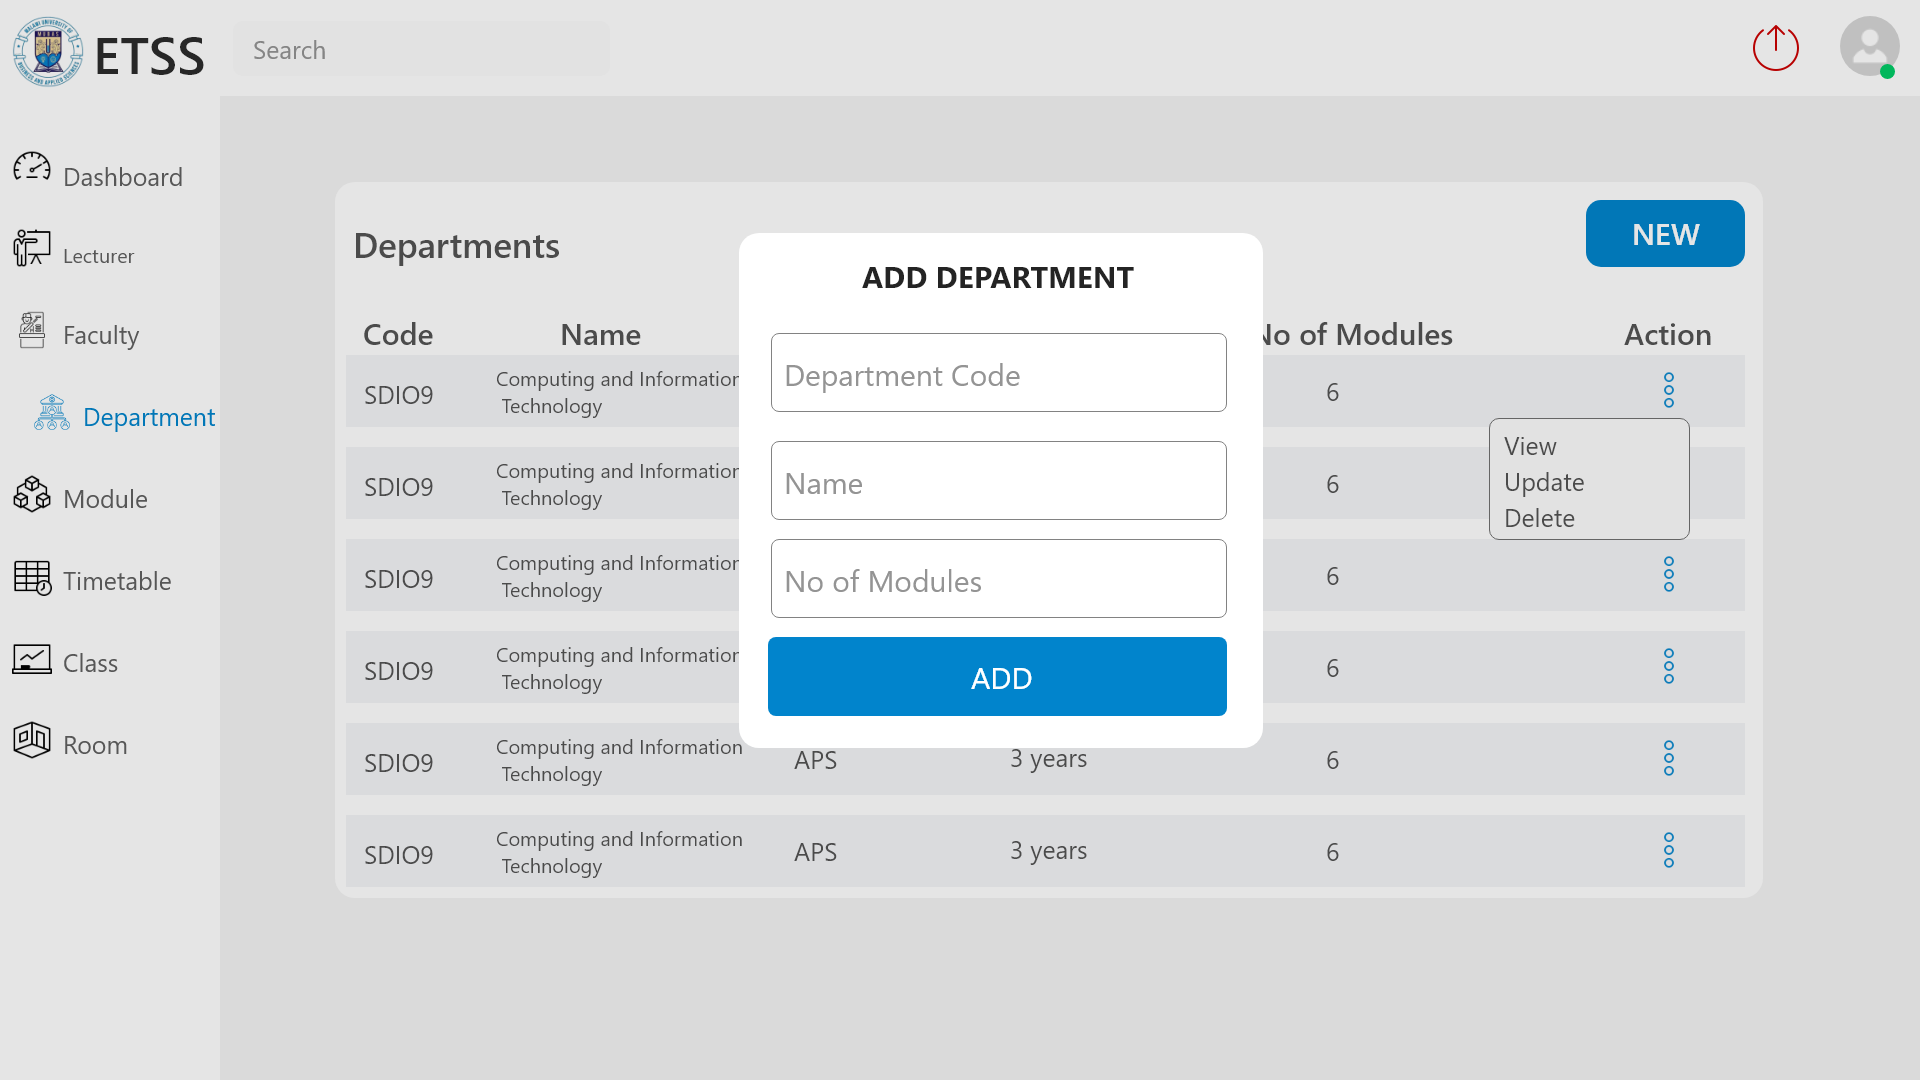 ETSS
Search
Dashboard
Lecturer
Faculty
Department
Module
Timetable
Class
Room
Departments
NEW
Code Name No of Modules Action
SDIO9 Computing and Information Technology 6
View
Update
Delete
SDIO9 Computing and Information Technology 6
SDIO9 Computing and Information Technology 6
SDIO9 Computing and Information Technology 6
SDIO9 Computing and Information Technology APS 3 years 6
SDIO9 Computing and Information Technology APS 3 years 6
ADD DEPARTMENT
Department Code
Name
No of Modules
ADD